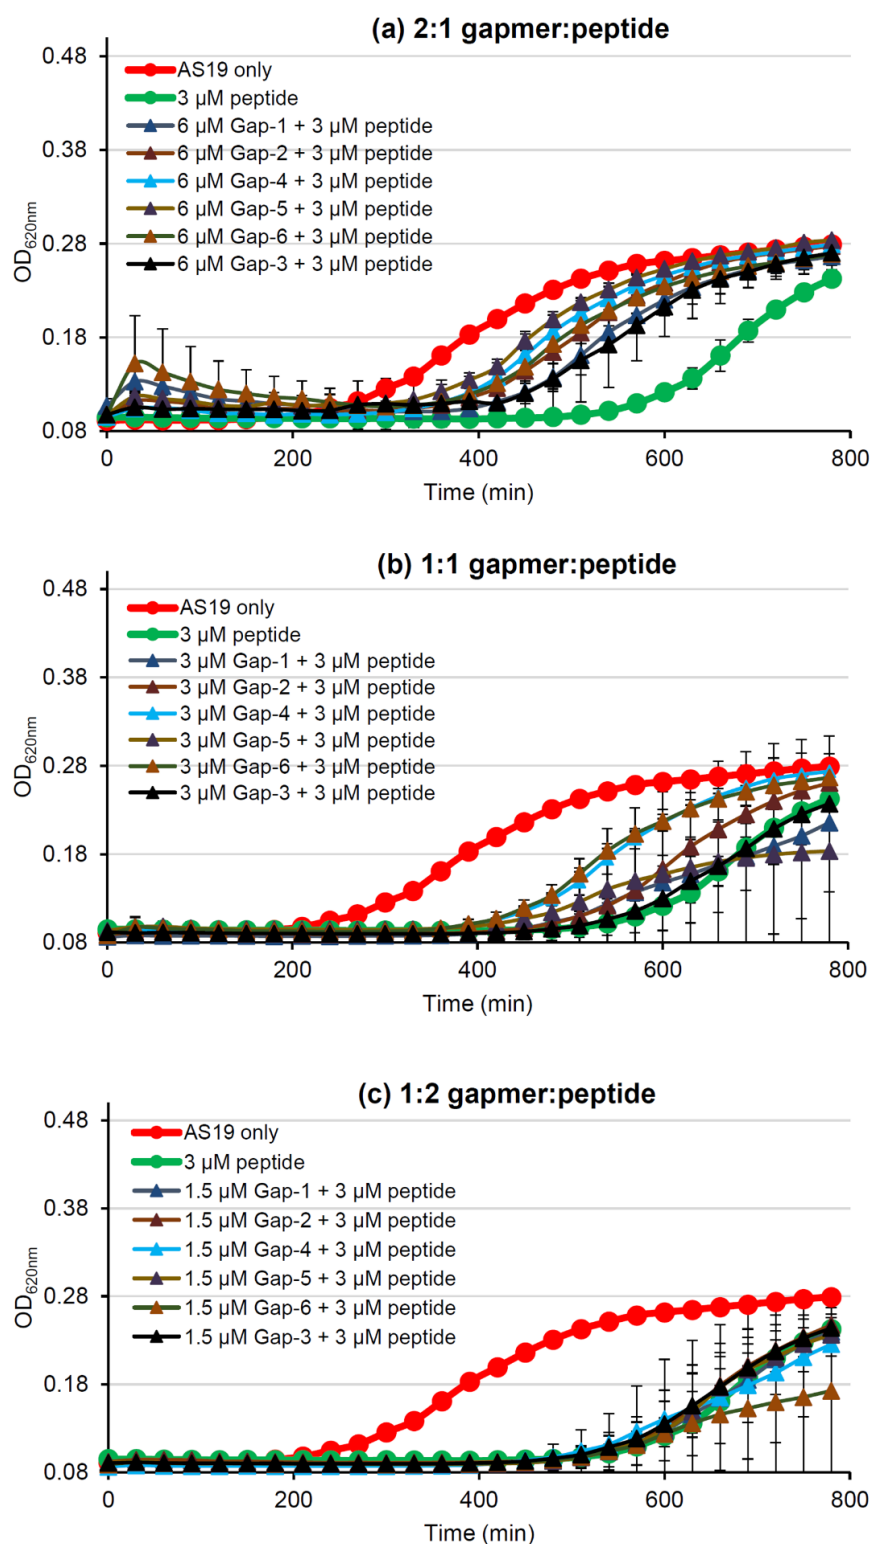 (a) 2:1 gapmer:peptide
0.48
0.38
0.28
0.18
0.08
OD620nm
AS19 only
3 µM peptide
6 µM Gap-1 + 3 µM peptide
6 µM Gap-2 + 3 µM peptide
6 µM Gap-4 + 3 µM peptide
6 µM Gap-5 + 3 µM peptide
6 µM Gap-6 + 3 µM peptide
6 µM Gap-3 + 3 µM peptide
0 200 400 600 800
Time (min)
(b) 1:1 gapmer:peptide
0.48
0.38
0.28
0.18
0.08
OD620nm
AS19 only
3 µM peptide
3 µM Gap-1 + 3 µM peptide
3 µM Gap-2 + 3 µM peptide
3 µM Gap-4 + 3 µM peptide
3 µM Gap-5 + 3 µM peptide
3 µM Gap-6 + 3 µM peptide
3 µM Gap-3 + 3 µM peptide
0 200 400 600 800
Time (min)
(c) 1:2 gapmer:peptide
0.48
0.38
0.28
0.18
0.08
OD620nm
AS19 only
3 µM peptide
1.5 µM Gap-1 + 3 µM peptide
1.5 µM Gap-2 + 3 µM peptide
1.5 µM Gap-4 + 3 µM peptide
1.5 µM Gap-5 + 3 µM peptide
1.5 µM Gap-6 + 3 µM peptide
1.5 µM Gap-3 + 3 µM peptide
0 200 400 600 800
Time (min)